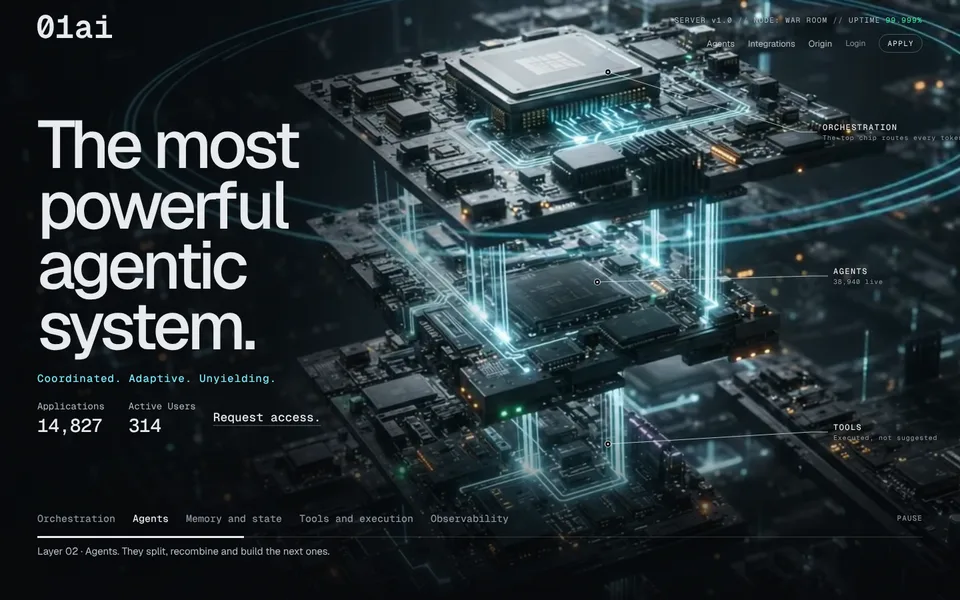 01ai
SERVER v1.0 // NODE: WAR ROOM // UPTIME 99.999%
Agents Integrations Origin Login APPLY
The most
powerful
agentic
system.
Coordinated. Adaptive. Unyielding.
Applications Active Users
14,827 314
Request access.
ORCHESTRATION
The top chip routes every
AGENTS
38,940 live
TOOLS
Executed, not suggested
Orchestration Agents Memory and state Tools and execution Observability
PAUSE
Layer 02 · Agents. They split, recombine and build the next ones.